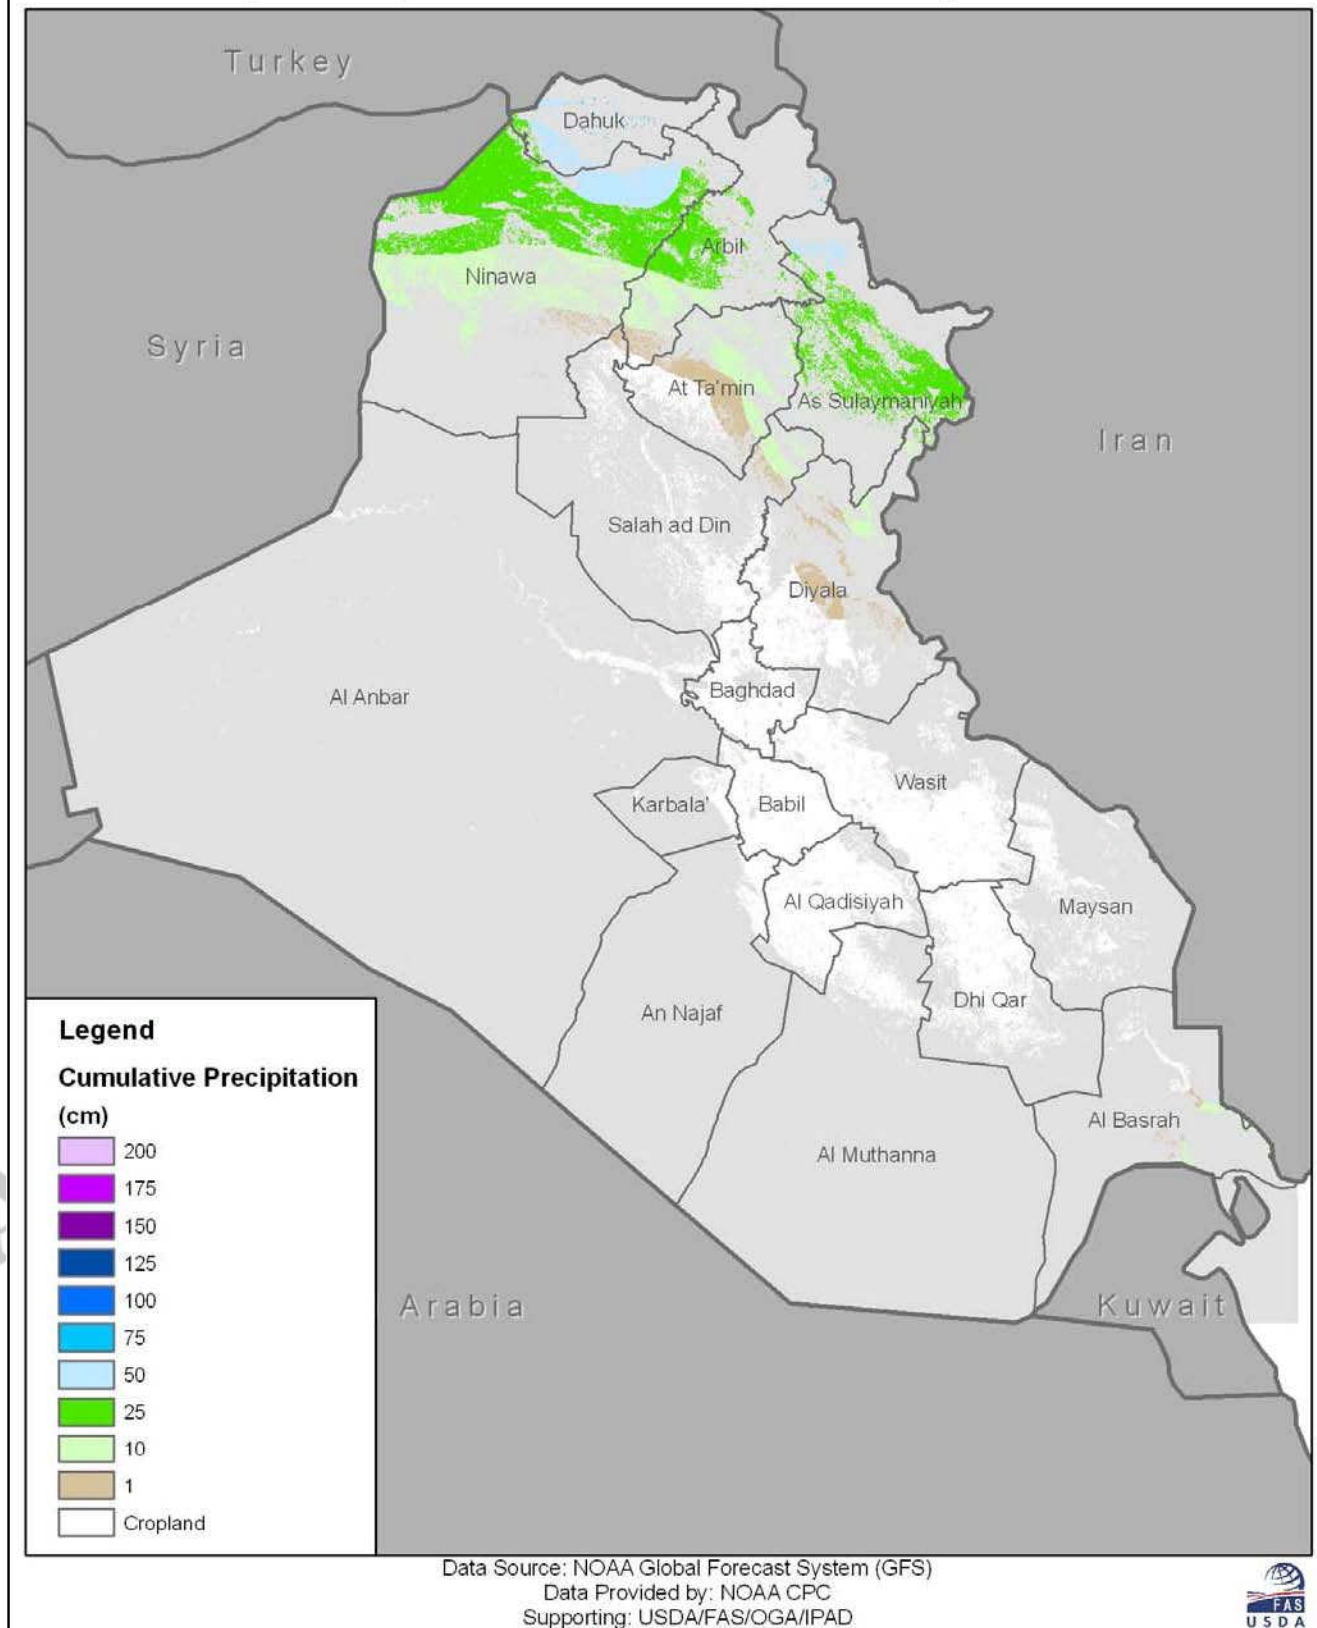 Turkey
Dahuk
Arbil
Ninawa
Syria
At Ta'min
As Sulaymaniyah
Iran
Salah ad Din
Diyala
Al Anbar
Baghdad
Wasit
Karbala'
Babil
Al Qadisiyah
Maysan
Dhi Qar
An Najaf
Al Basrah
Al Muthanna
Arabia
Kuwait
Legend
Cumulative Precipitation
(cm)
200
175
150
125
100
75
50
25
10
1
Cropland
Data Source: NOAA Global Forecast System (GFS)
Data Provided by: NOAA CPC
Supporting: USDA/FAS/OGA/IPAD
FAS
USDA